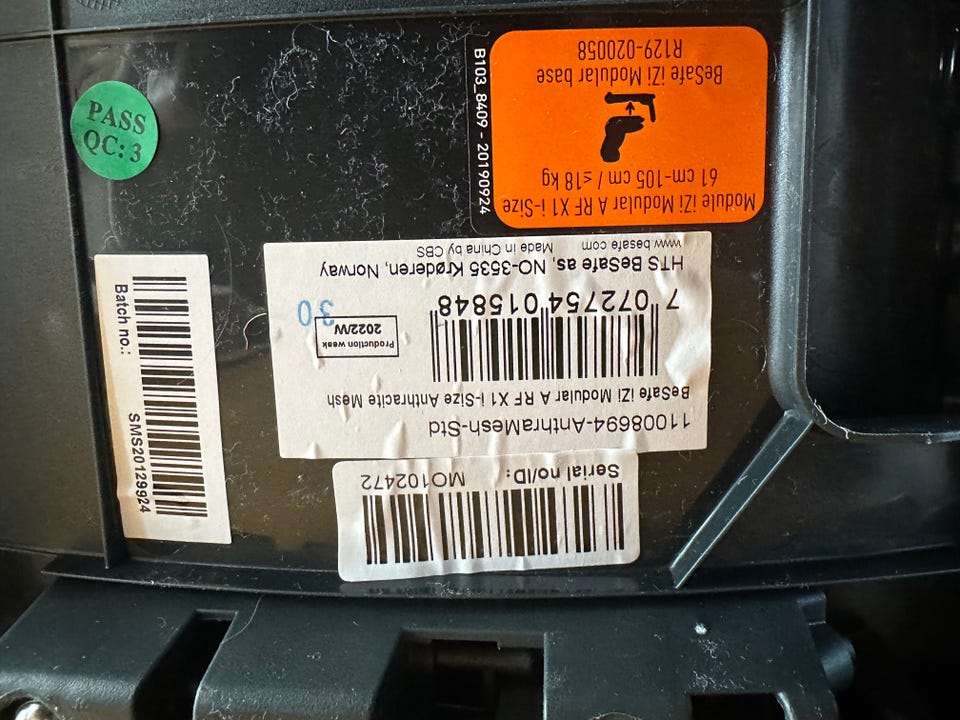 PASS
QC: 3
Module iZi Modular A RF X1 i-Size
61 cm-105 cm / ≤18 kg
BeSafe iZi Modular base
R129-020058
B103_8409 - 20190924
Serial no/ID: MO102472
11008694-AnthraMesh-Std
BeSafe iZi Modular A RF X1 i-Size Anthracite Mesh
Production weak
2022/W
30
7 072754 015848
HTS BeSafe as, NO-3535 Krøderen, Norway
www besafe com Made in China by CBS
Batch no.:
SMS20129924